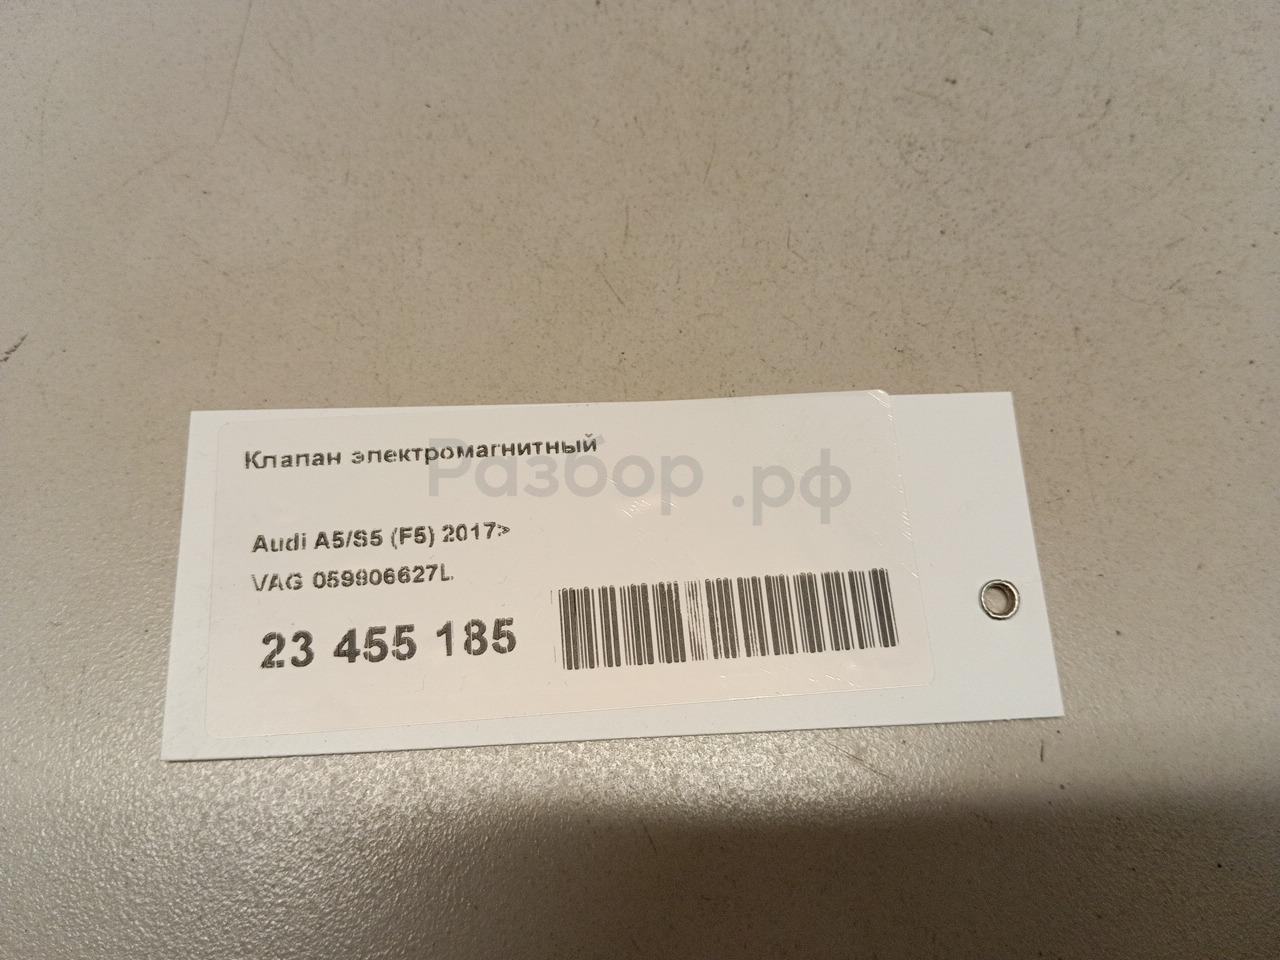 Клапан электромагнитный
Разбор.рф
Audi A5/S5 (F5) 2017>
VAG 059906627L
23 455 185